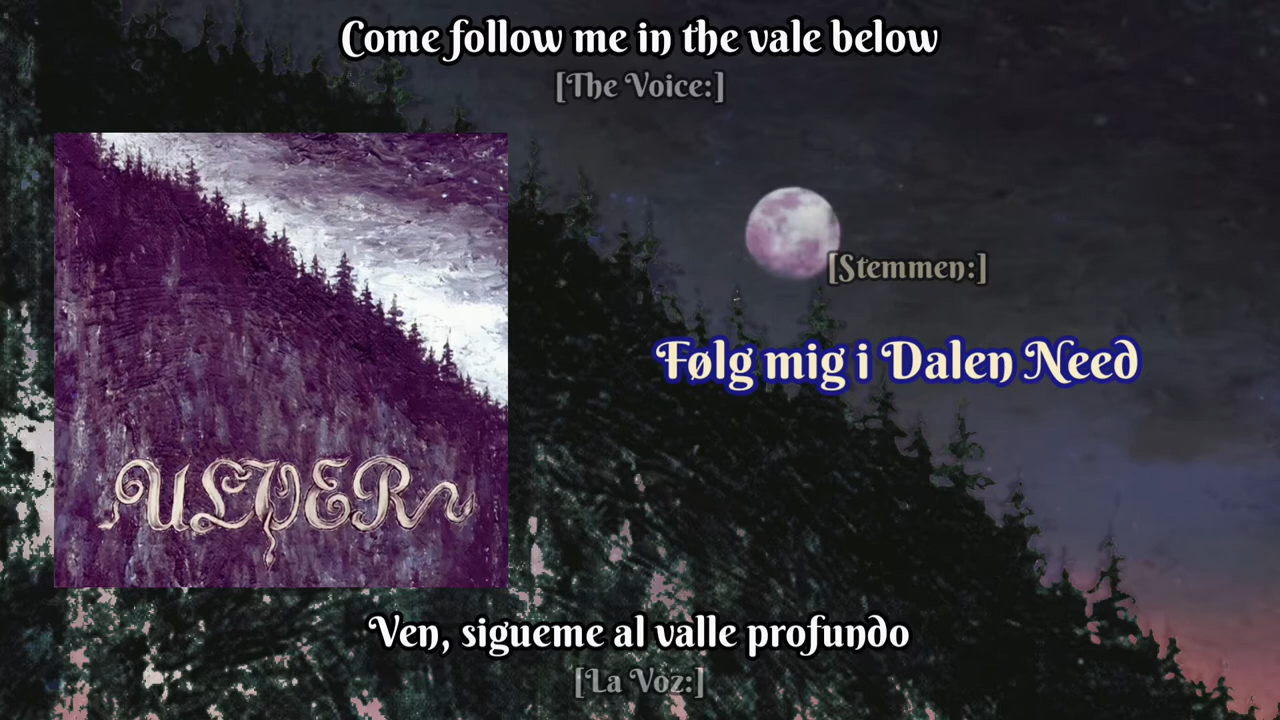 Come follow me in the vale below
[The Voice:]
[Stemmen:]
Følg mig i Dalen Need
ULVER
Ven, sigueme al valle profundo
[La Voz:]